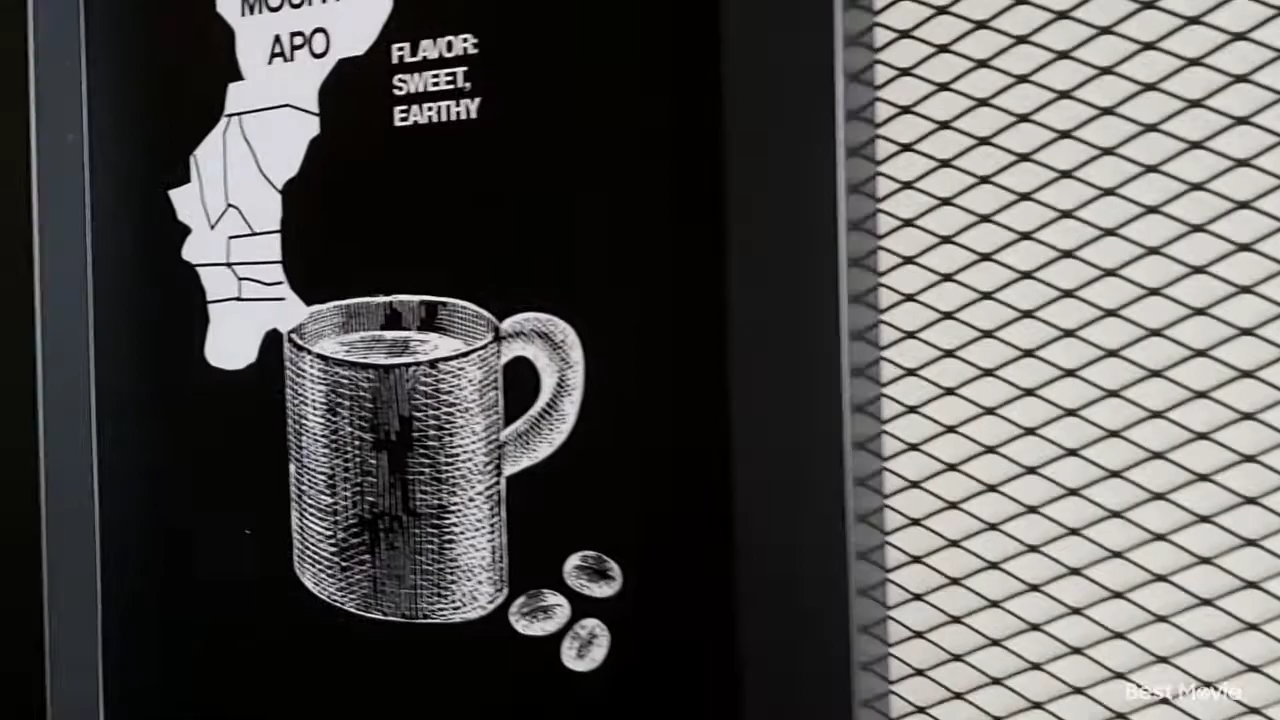 APO
FLAVOR:
SWEET,
EARTHY
Best Movie